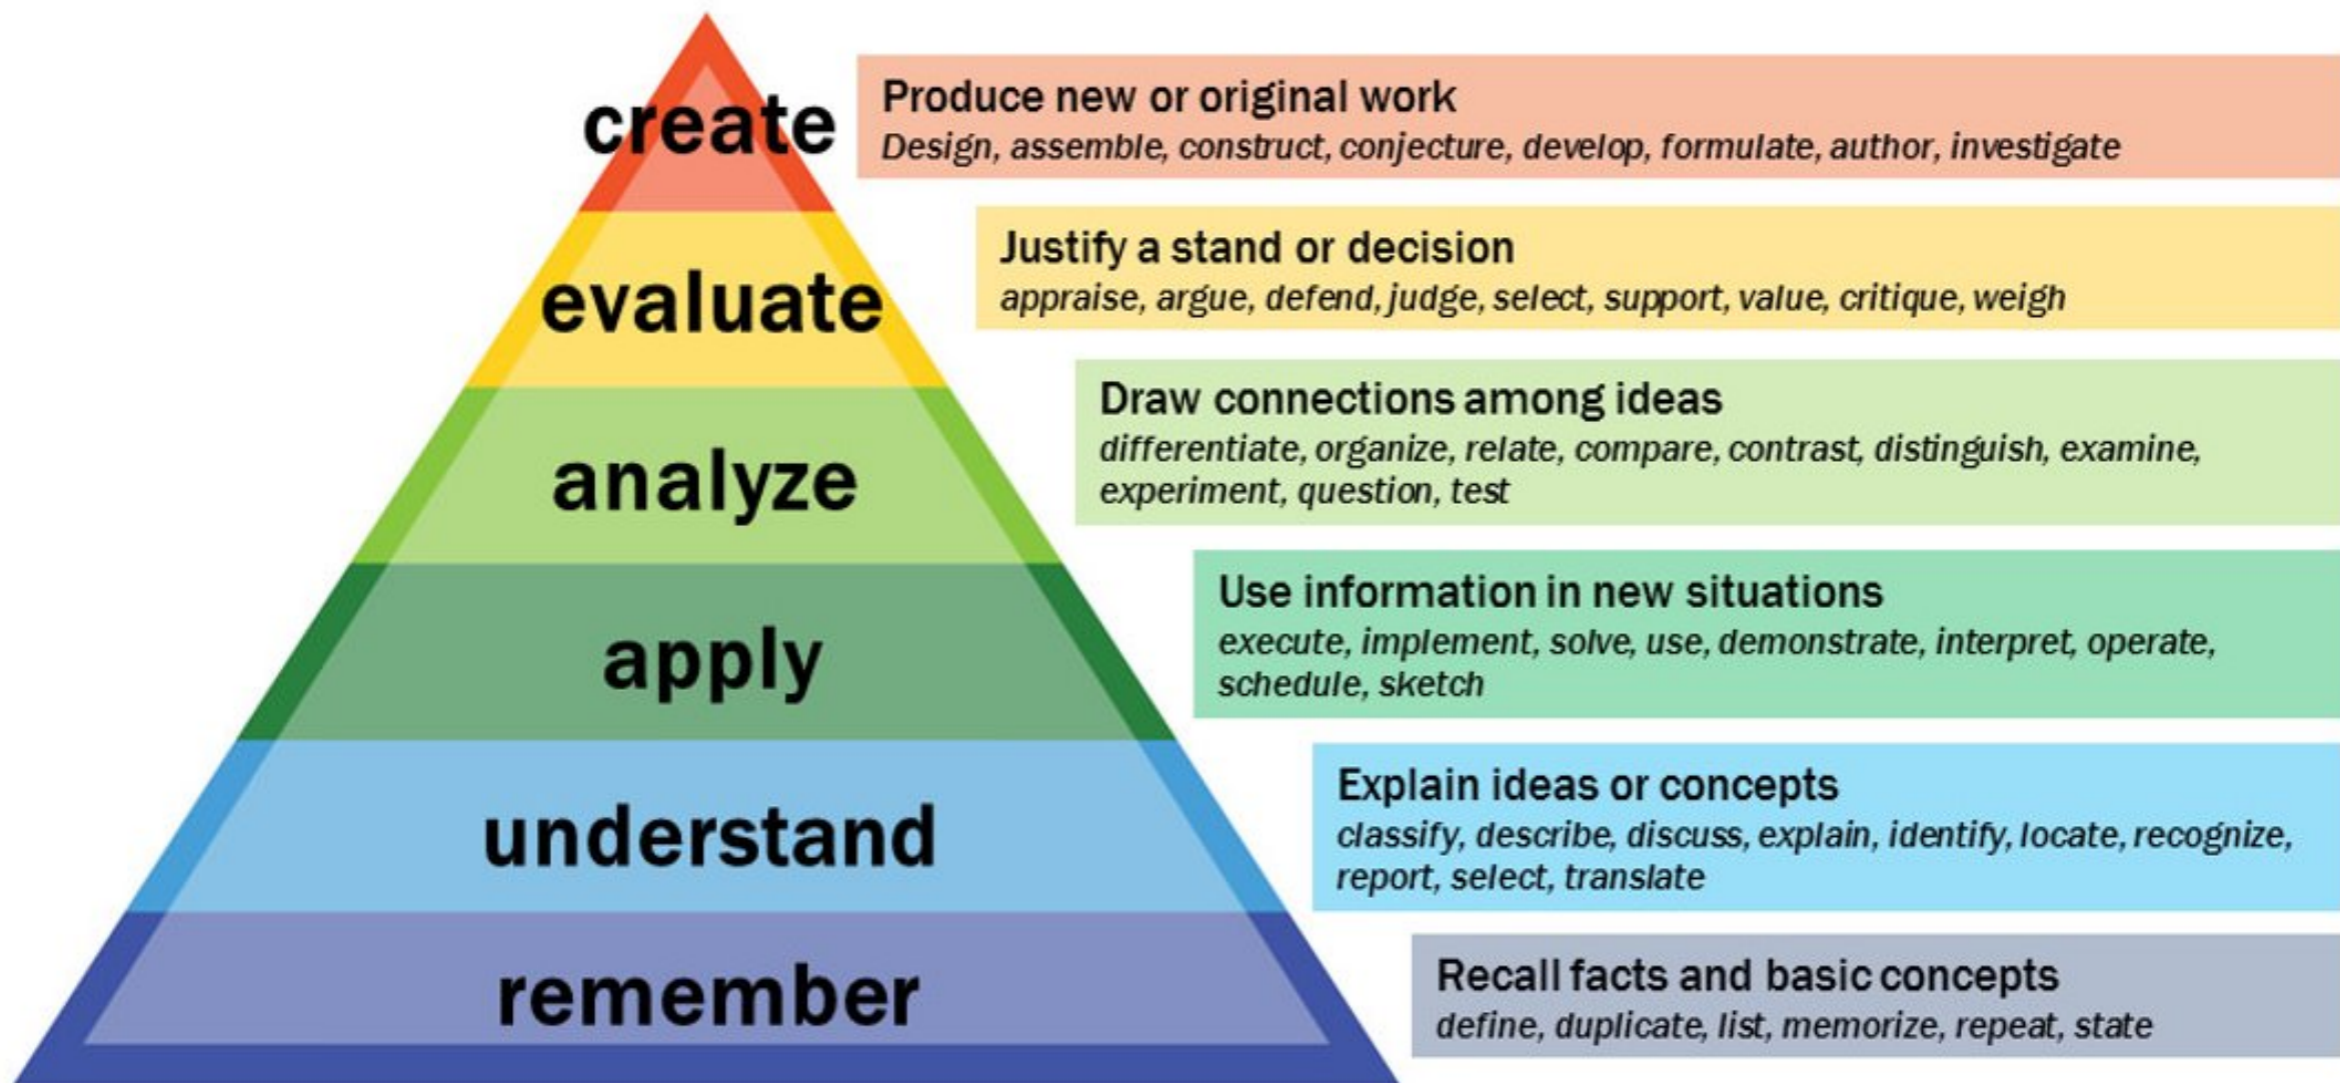 create
Produce new or original work
Design, assemble, construct, conjecture, develop, formulate, author, investigate
evaluate
Justify a stand or decision
appraise, argue, defend, judge, select, support, value, critique, weigh
analyze
Draw connections among ideas
differentiate, organize, relate, compare, contrast, distinguish, examine,
experiment, question, test
apply
Use information in new situations
execute, implement, solve, use, demonstrate, interpret, operate,
schedule, sketch
understand
Explain ideas or concepts
classify, describe, discuss, explain, identify, locate, recognize,
report, select, translate
remember
Recall facts and basic concepts
define, duplicate, list, memorize, repeat, state